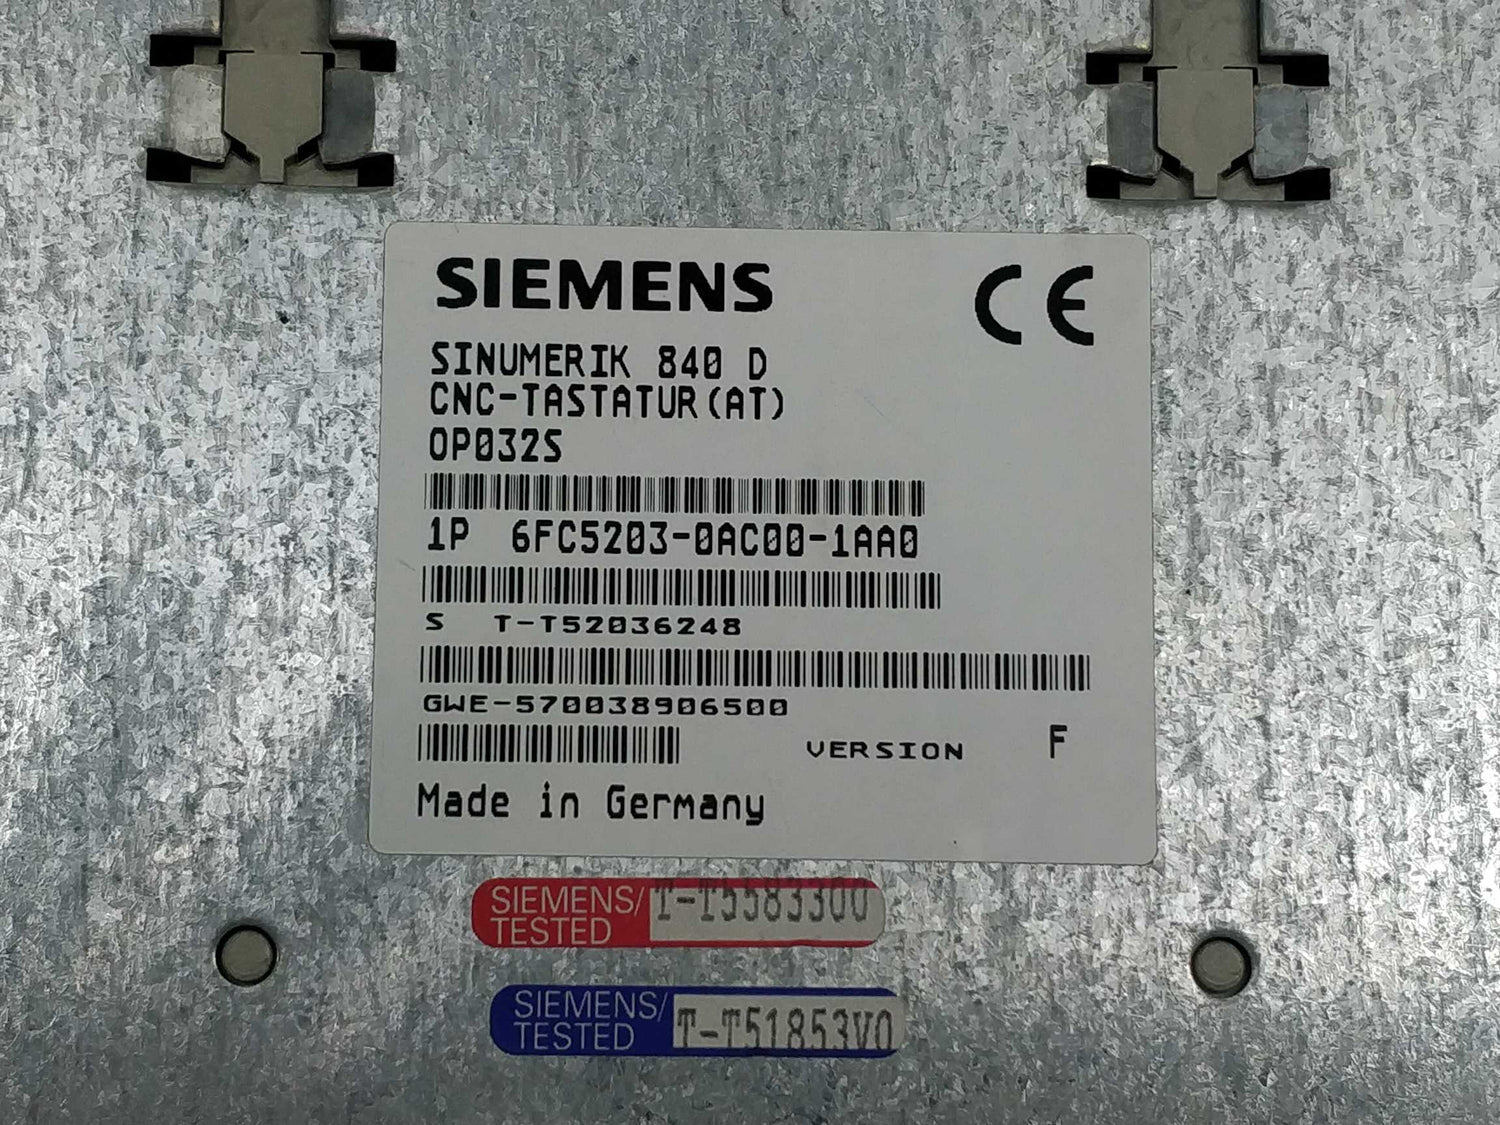 SIEMENS
CE
SINUMERIK 840 D
CNC-TASTATUR(AT)
OP032S
1P 6FC5203-0AC00-1AA0
S T-T52036248
GWE-570038906500
VERSION F
Made in Germany
SIEMENS/
TESTED
T-T5583300
SIEMENS/
TESTED
T-T51853V0